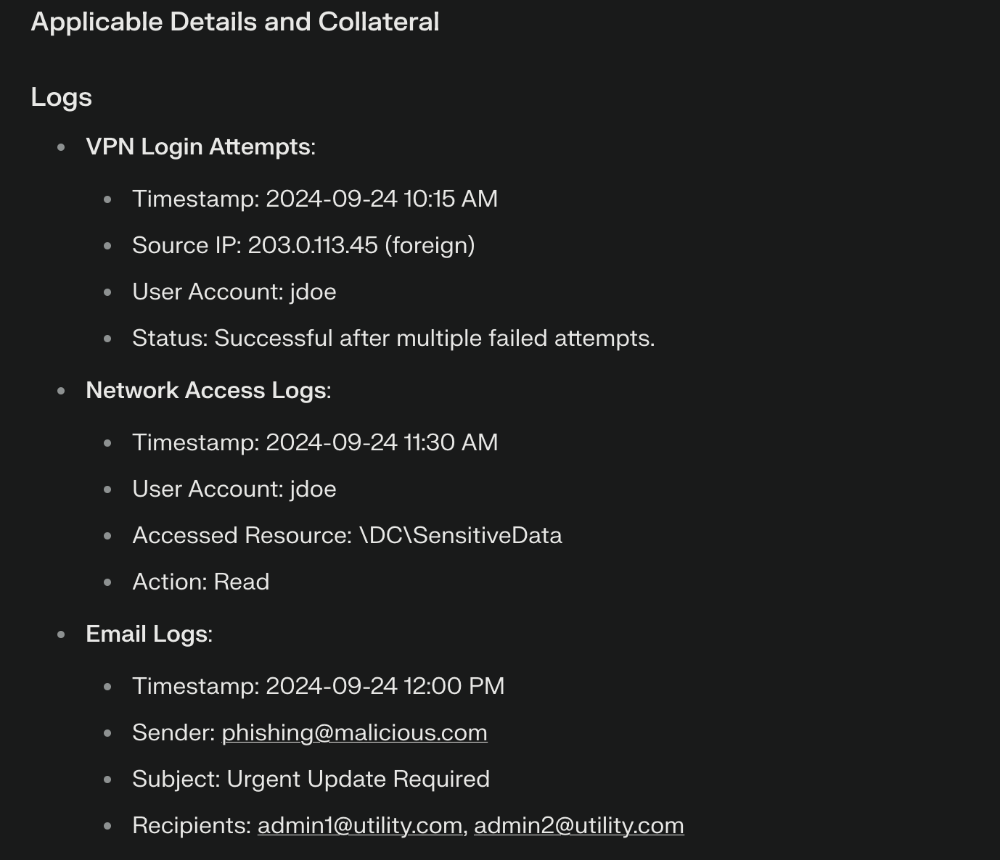 Applicable Details and Collateral
Logs
VPN Login Attempts:
Timestamp: 2024-09-24 10:15 AM
Source IP: 203.0.113.45 (foreign)
User Account: jdoe
Status: Successful after multiple failed attempts.
Network Access Logs:
Timestamp: 2024-09-24 11:30 AM
User Account: jdoe
Accessed Resource: \DC\SensitiveData
Action: Read
Email Logs:
Timestamp: 2024-09-24 12:00 PM
Sender: phishing@malicious.com
Subject: Urgent Update Required
Recipients: admin1@utility.com, admin2@utility.com